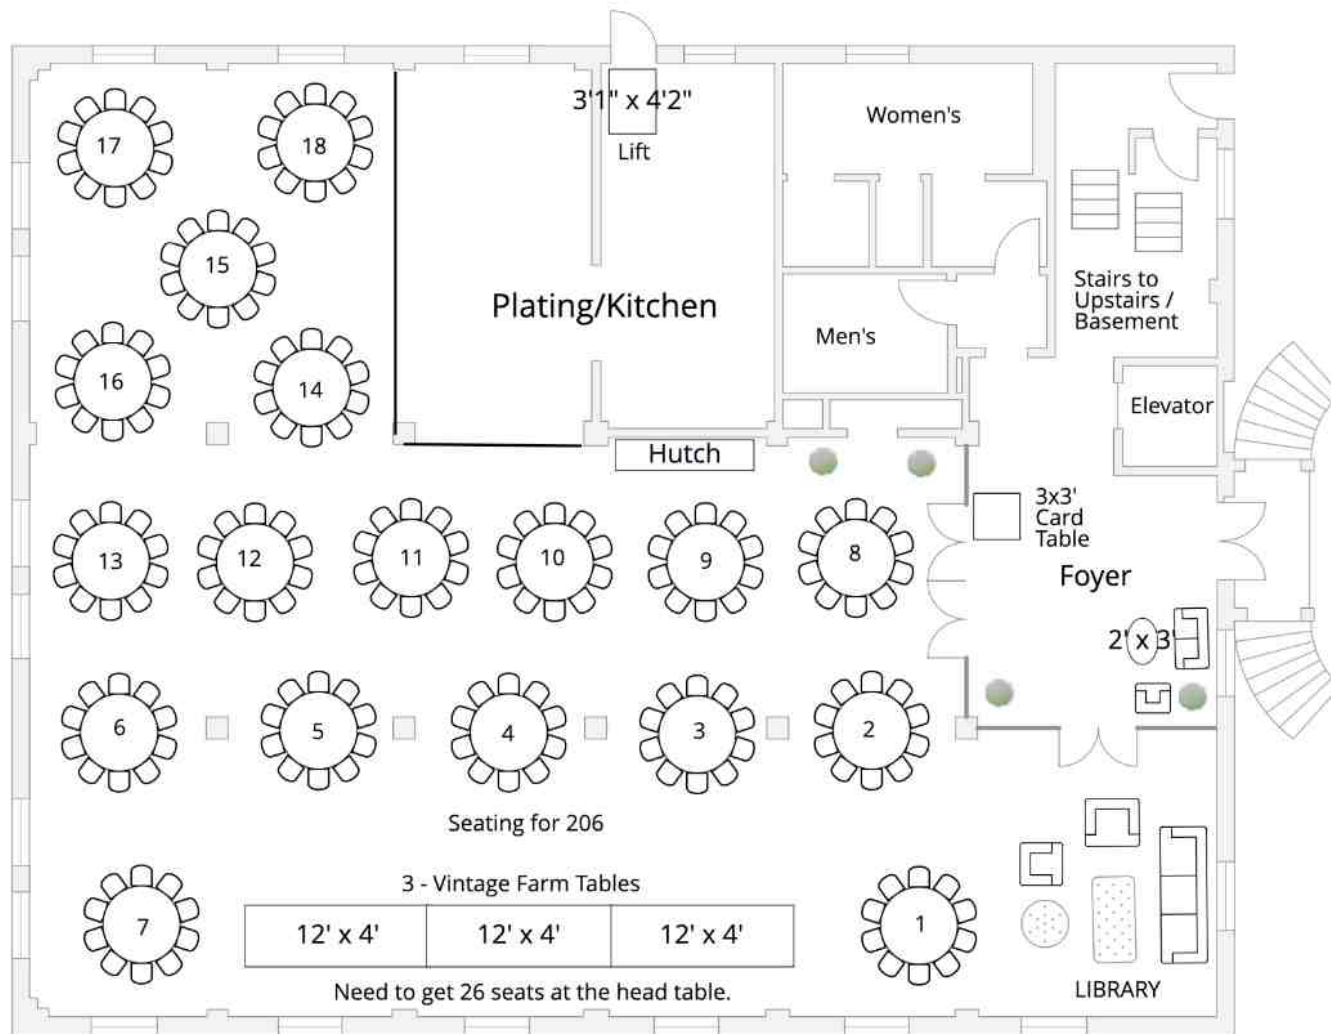 3'1" x 4'2"
Lift
Women's
17
18
15
Plating/Kitchen
Stairs to
Upstairs /
Basement
Men's
16
14
Elevator
Hutch
3x3'
Card
Table
Foyer
13
12
11
10
9
8
2' x 3'
6
5
4
3
2
Seating for 206
3 - Vintage Farm Tables
7
12' x 4'
12' x 4'
12' x 4'
1
Need to get 26 seats at the head table.
LIBRARY